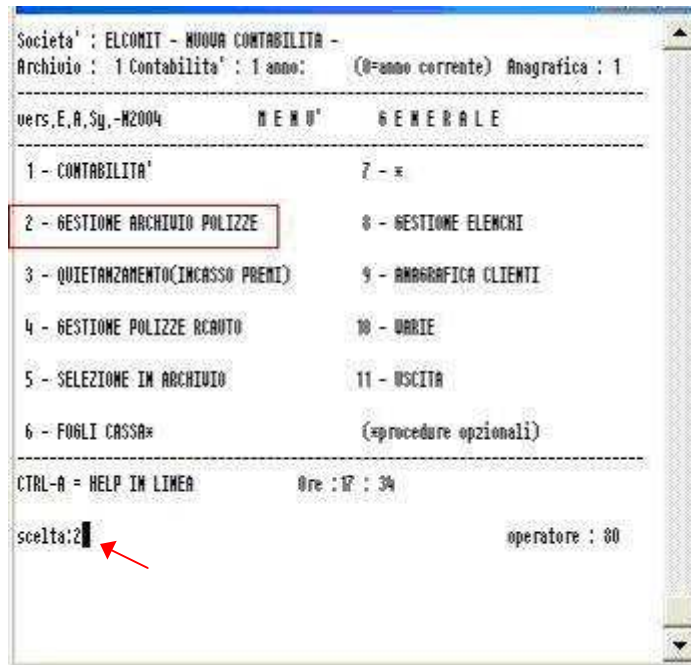 Societa' : ELCOMIT - NUOVA CONTABILITA -
Archivio : 1 Contabilita' : 1 anno: (0=anno corrente) Anagrafica : 1
vers,E,A,Sy,-N2004 M E N U' G E N E R A L E
1 - CONTABILITA' 7 - *
2 - GESTIONE ARCHIVIO POLIZZE 8 - GESTIONE ELENCHI
3 - QUIETANZAMENTO(INCASSO PREMI) 9 - ANAGRAFICA CLIENTI
4 - GESTIONE POLIZZE RCAUTO 10 - VARIE
5 - SELEZIONE IN ARCHIVIO 11 - USCITA
6 - FOGLI CASSA* (*procedure opzionali)
CTRL-A = HELP IN LINEA Ore :17 : 34
scelta:2 operatore : 80